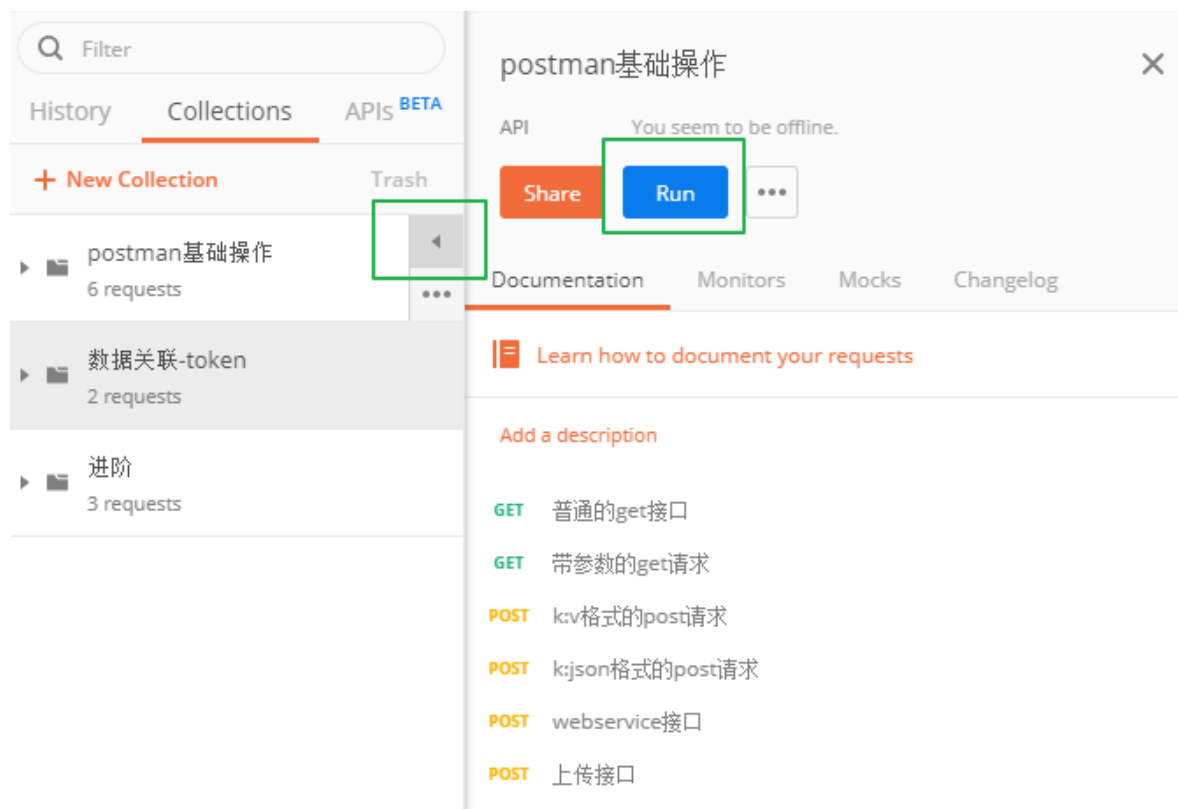 Filter
History Collections APIs BETA
+ New Collection Trash
postman基础操作
6 requests
数据关联-token
2 requests
进阶
3 requests
postman基础操作
API You seem to be offline.
Share Run
Documentation Monitors Mocks Changelog
Learn how to document your requests
Add a description
GET 普通的get接口
GET 带参数的get请求
POST k:v格式的post请求
POST k:json格式的post请求
POST webservice接口
POST 上传接口